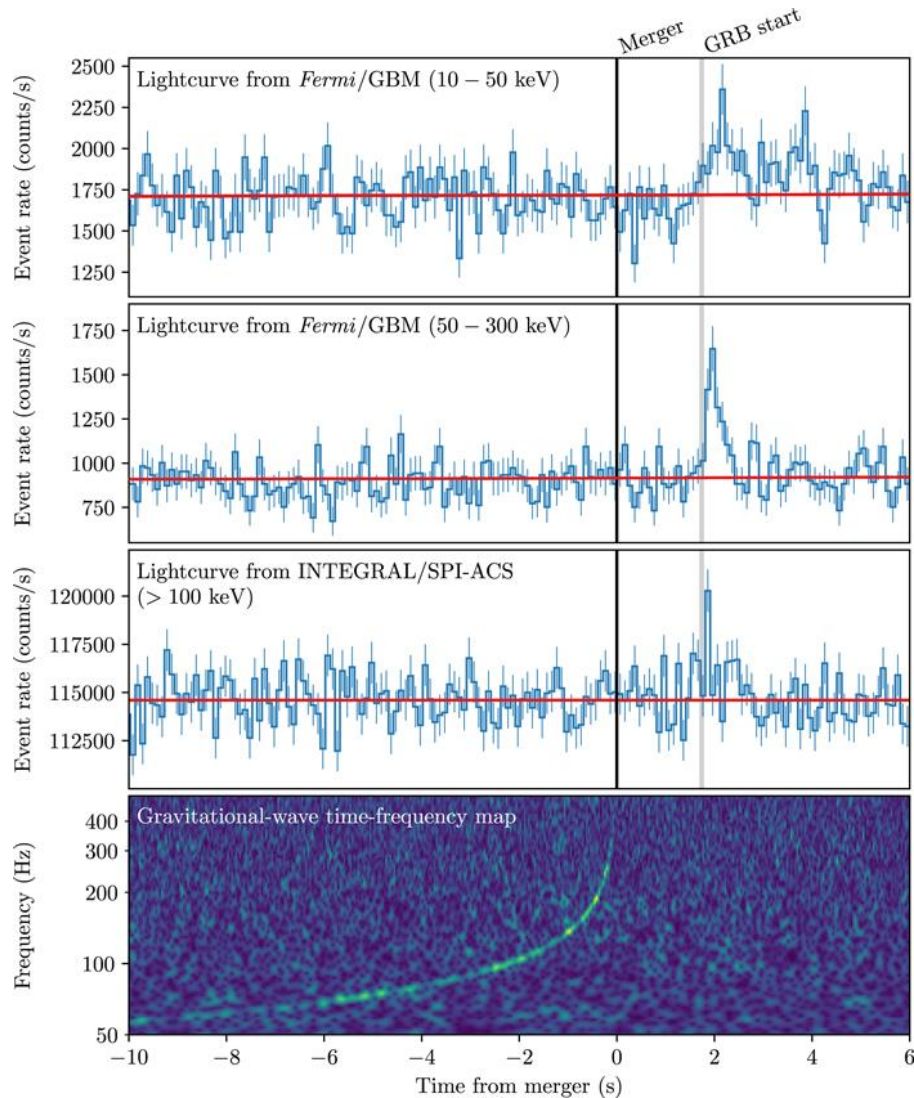 Merger
GRB start
Lightcurve from Fermi/GBM (10 − 50 keV)
Event rate (counts/s)
2500
2250
2000
1750
1500
1250
Lightcurve from Fermi/GBM (50 − 300 keV)
Event rate (counts/s)
1750
1500
1250
1000
750
Lightcurve from INTEGRAL/SPI-ACS
(> 100 keV)
Event rate (counts/s)
120000
117500
115000
112500
Gravitational-wave time-frequency map
Frequency (Hz)
400
300
200
100
50
−10
−8
−6
−4
−2
0
2
4
6
Time from merger (s)